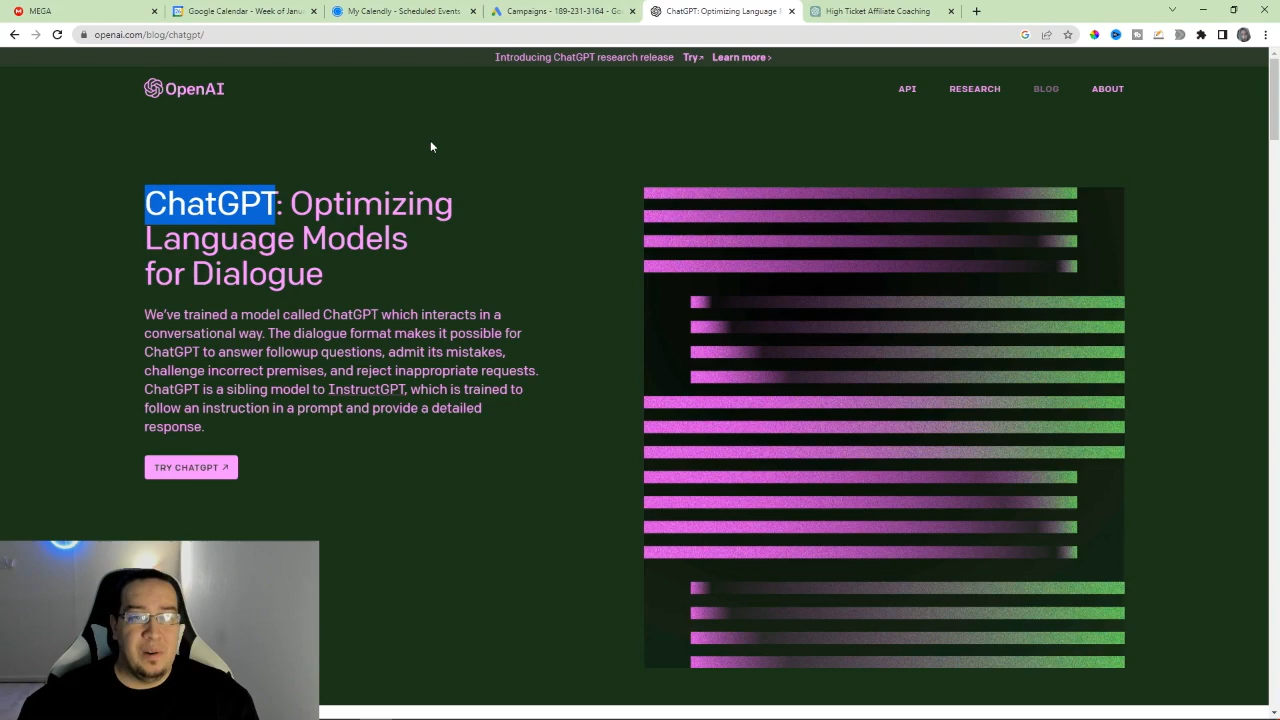 MEGA
Google Calendar - Week of Janu
My Calendly - Scheduled Events
Campaigns - 189-231-3164 - Go
ChatGPT: Optimizing Language M
High Ticket Affiliate Coaching
openai.com/blog/chatgpt/
Introducing ChatGPT research release Try↗ Learn more >
OpenAI
API RESEARCH BLOG ABOUT
ChatGPT: Optimizing
Language Models
for Dialogue
We've trained a model called ChatGPT which interacts in a
conversational way. The dialogue format makes it possible for
ChatGPT to answer followup questions, admit its mistakes,
challenge incorrect premises, and reject inappropriate requests.
ChatGPT is a sibling model to InstructGPT, which is trained to
follow an instruction in a prompt and provide a detailed
response.
TRY CHATGPT ↗